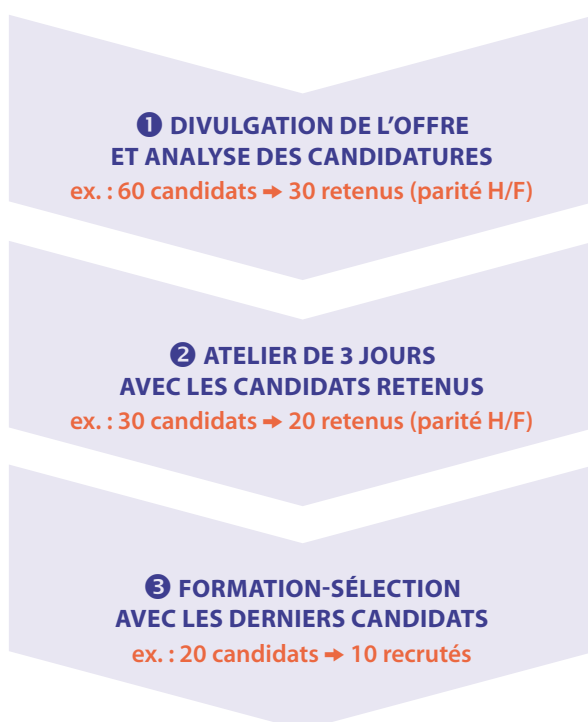 ❶ DIVULGATION DE L’OFFRE
ET ANALYSE DES CANDIDATURES
ex. : 60 candidats ➜ 30 retenus (parité H/F)
❷ ATELIER DE 3 JOURS
AVEC LES CANDIDATS RETENUS
ex. : 30 candidats ➜ 20 retenus (parité H/F)
❸ FORMATION-SÉLECTION
AVEC LES DERNIERS CANDIDATS
ex. : 20 candidats ➜ 10 recrutés